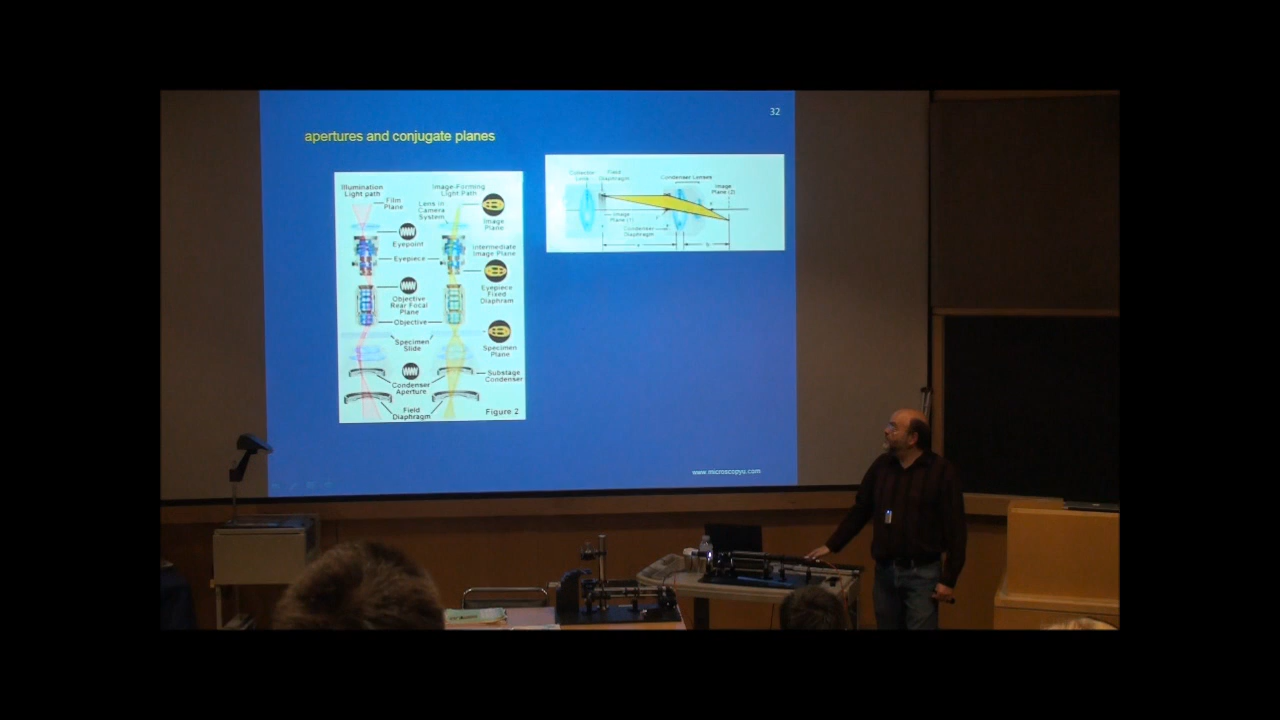 32
apertures and conjugate planes
Illumination
Light path
Image-Forming
Light Path
Film
Plane
Lens in
Camera
System
Image
Plane
Eyepoint
Intermediate
Image Plane
Eyepiece
Eyepiece
Fixed
Diaphram
Objective
Rear Focal
Plane
Objective
Specimen
Slide
Specimen
Plane
Condenser
Aperture
Substage
Condenser
Field
Diaphragm
Figure 2
Collector
Lens
Field
Diaphragm
Condenser Lenses
Image
Plane (2)
Image
Plane (1)
Condenser
Diaphragm
www.microscopyu.com